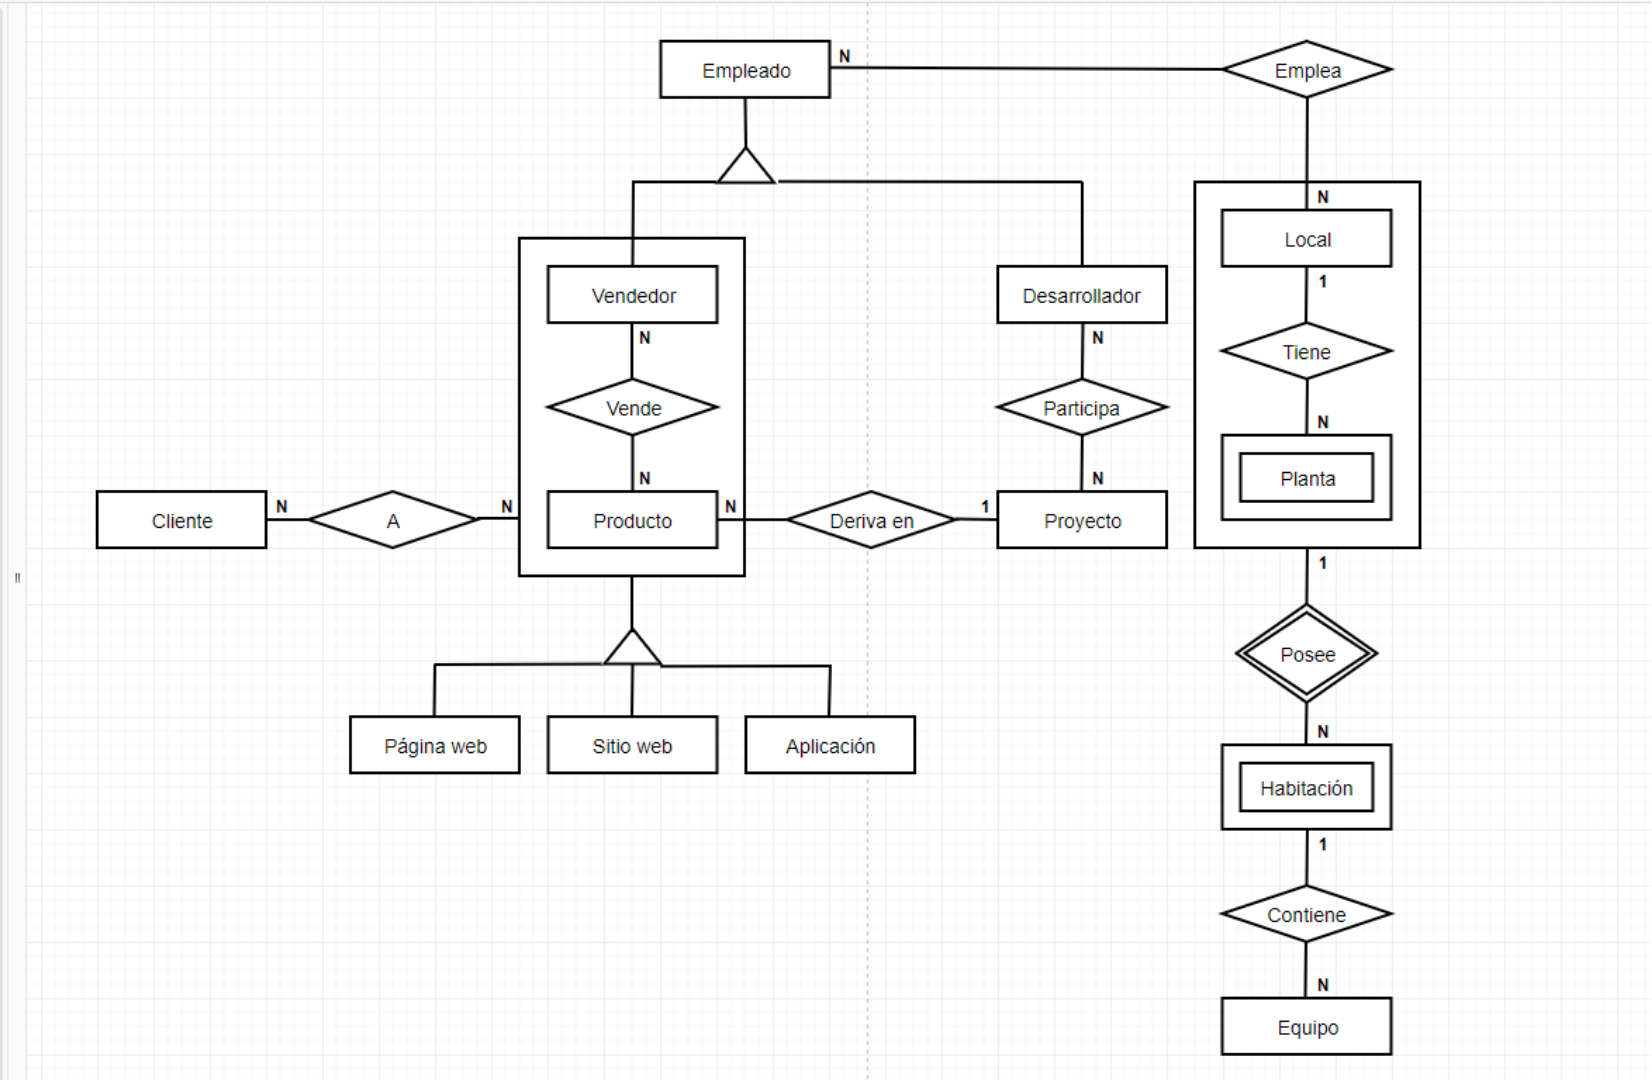 Empleado
N
Emplea
N
Local
1
Vendedor
Desarrollador
N
N
Tiene
Vende
Participa
N
N
N
Planta
Cliente
N
A
N
Producto
N
Deriva en
1
Proyecto
1
Posee
N
Página web
Sitio web
Aplicación
Habitación
1
Contiene
N
Equipo